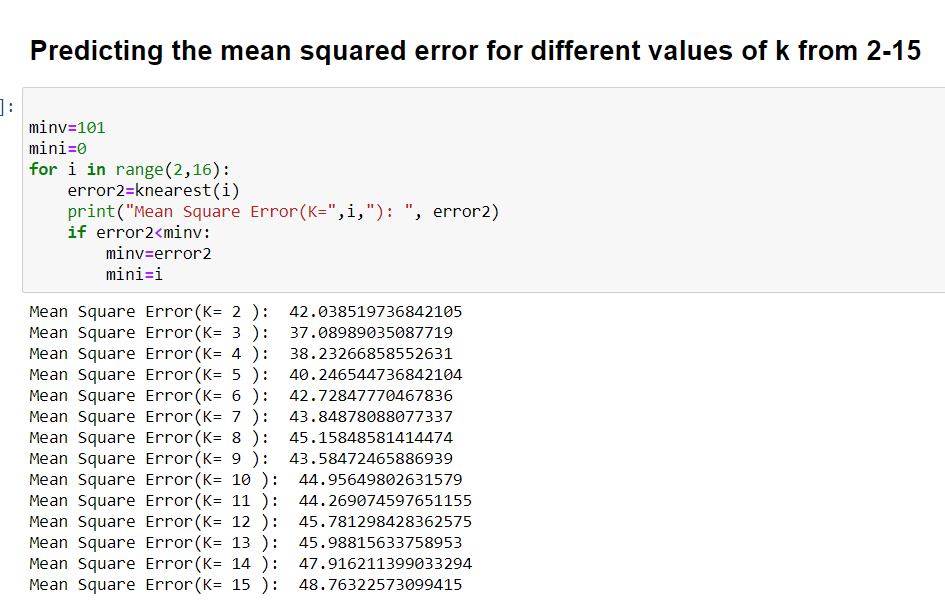 Predicting the mean squared error for different values of k from 2-15
]:
minv=101
mini=0
for i in range(2,16):
    error2=knearest(i)
    print("Mean Square Error(K=",i,"): ", error2)
    if error2<minv:
        minv=error2
        mini=i
Mean Square Error(K= 2 ):  42.038519736842105
Mean Square Error(K= 3 ):  37.08989035087719
Mean Square Error(K= 4 ):  38.23266858552631
Mean Square Error(K= 5 ):  40.246544736842104
Mean Square Error(K= 6 ):  42.72847770467836
Mean Square Error(K= 7 ):  43.84878088077337
Mean Square Error(K= 8 ):  45.15848581414474
Mean Square Error(K= 9 ):  43.58472465886939
Mean Square Error(K= 10 ):  44.95649802631579
Mean Square Error(K= 11 ):  44.269074597651155
Mean Square Error(K= 12 ):  45.781298428362575
Mean Square Error(K= 13 ):  45.98815633758953
Mean Square Error(K= 14 ):  47.916211399033294
Mean Square Error(K= 15 ):  48.76322573099415